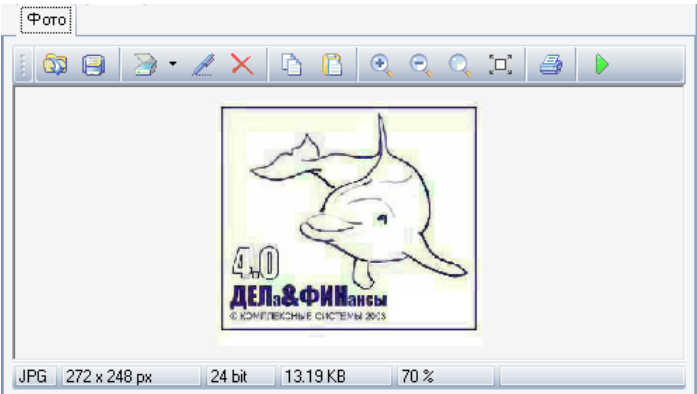 Фото
4.0
ДЕЛа&ФИНансы
© КОМПЛЕКСНЫЕ СИСТЕМЫ 2003
JPG 272 x 248 px 24 bit 13.19 KB 70 %